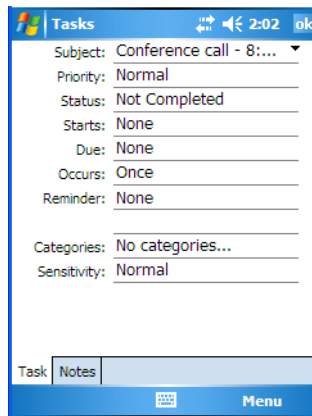 Tasks 2:02 ok
Subject: Conference call - 8:...
Priority: Normal
Status: Not Completed
Starts: None
Due: None
Occurs: Once
Reminder: None
Categories: No categories...
Sensitivity: Normal
Task Notes
Menu